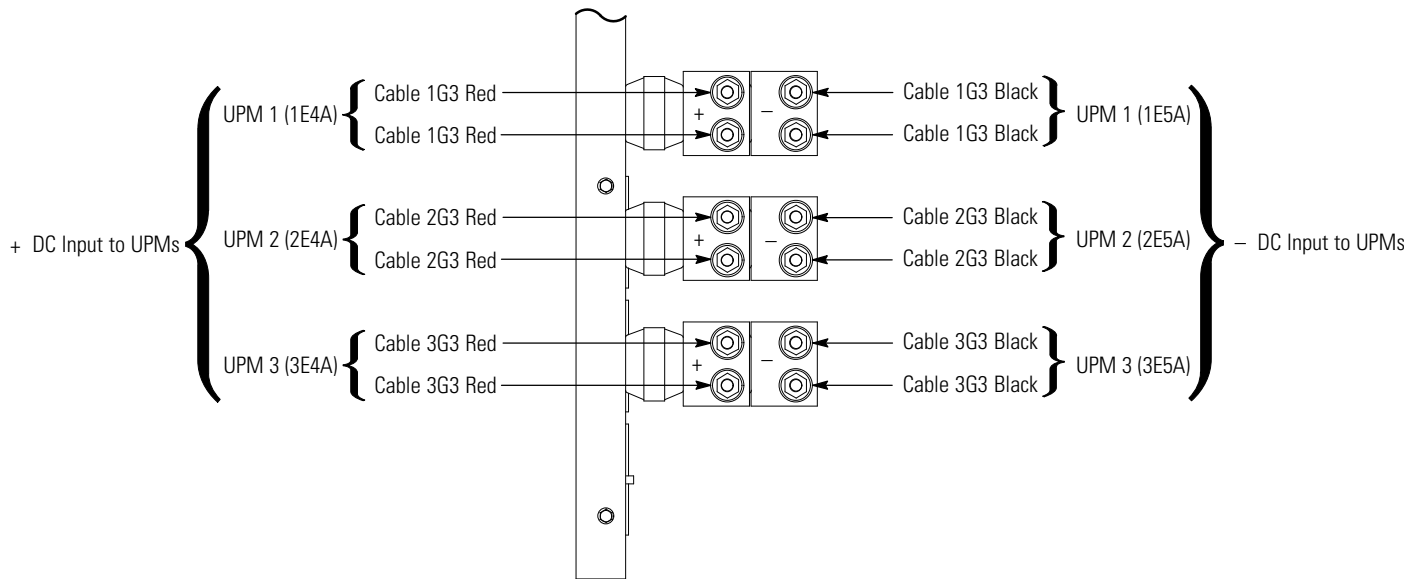 Cable 1G3 Red
UPM 1 (1E4A)
Cable 1G3 Red
Cable 2G3 Red
+ DC Input to UPMs
UPM 2 (2E4A)
Cable 2G3 Red
Cable 3G3 Red
UPM 3 (3E4A)
Cable 3G3 Red
+ –
+ –
+ –
Cable 1G3 Black
UPM 1 (1E5A)
Cable 1G3 Black
Cable 2G3 Black
UPM 2 (2E5A)
– DC Input to UPMs
Cable 2G3 Black
Cable 3G3 Black
UPM 3 (3E5A)
Cable 3G3 Black